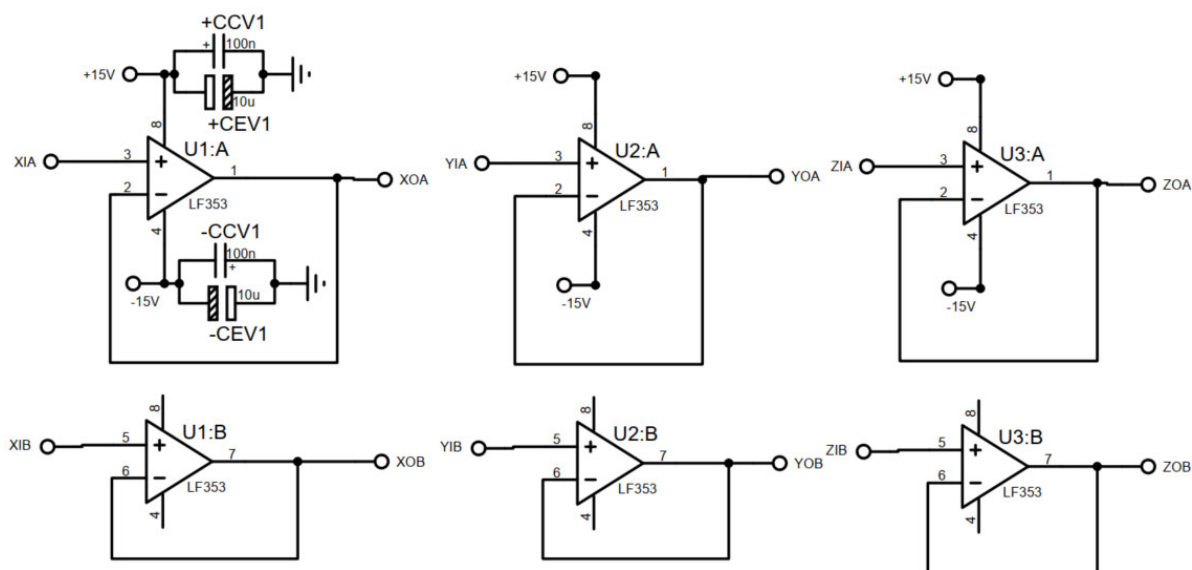 +CCV1
+
100n
+15V
10u
+CEV1
8
XIA
3
+
U1:A
1
XOA
2
−
LF353
4
-CCV1
100n
+
-15V
10u
-CEV1
+15V
8
YIA
3
+
U2:A
1
YOA
2
−
LF353
4
-15V
+15V
8
ZIA
3
+
U3:A
1
ZOA
2
−
LF353
4
-15V
8
XIB
5
+
U1:B
7
XOB
6
−
LF353
4
8
YIB
5
+
U2:B
7
YOB
6
−
LF353
4
8
ZIB
5
+
U3:B
7
ZOB
6
−
LF353
4